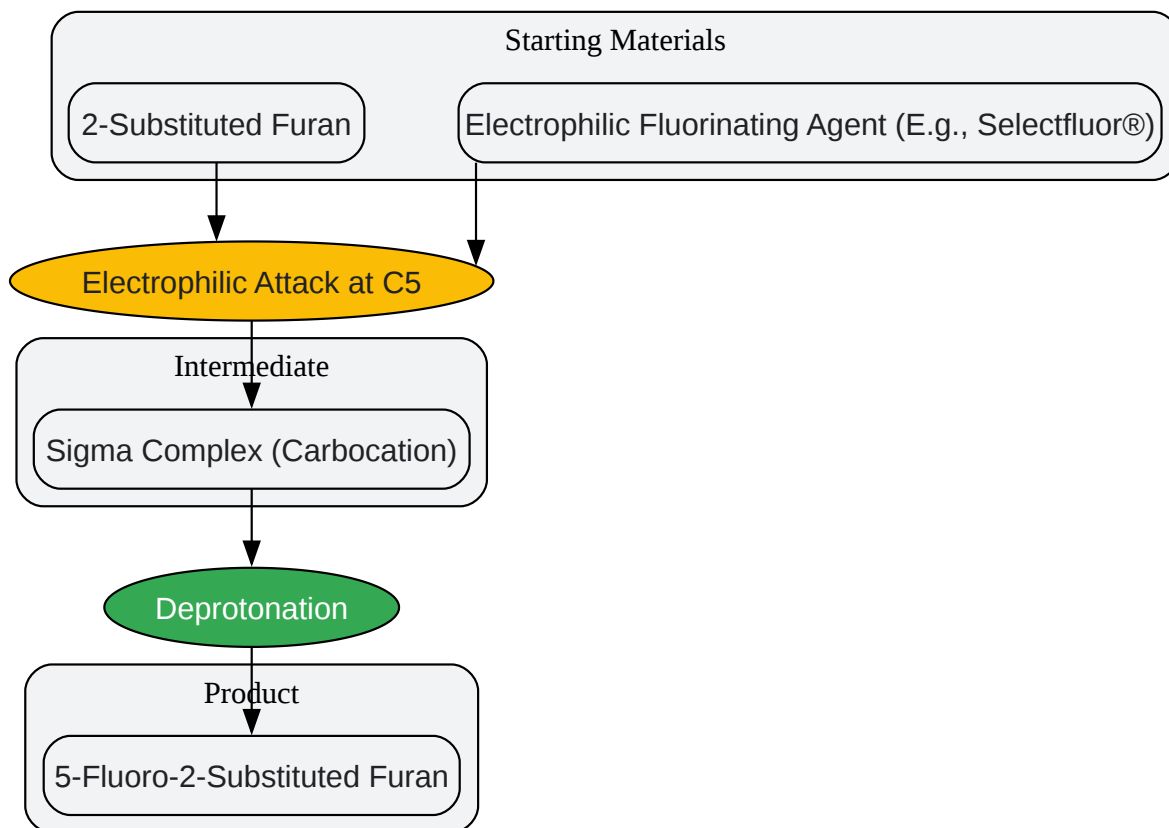 Starting Materials
2-Substituted Furan
Electrophilic Fluorinating Agent (E.g., Selectfluor®)
Electrophilic Attack at C5
Intermediate
Sigma Complex (Carbocation)
Deprotonation
Product
5-Fluoro-2-Substituted Furan